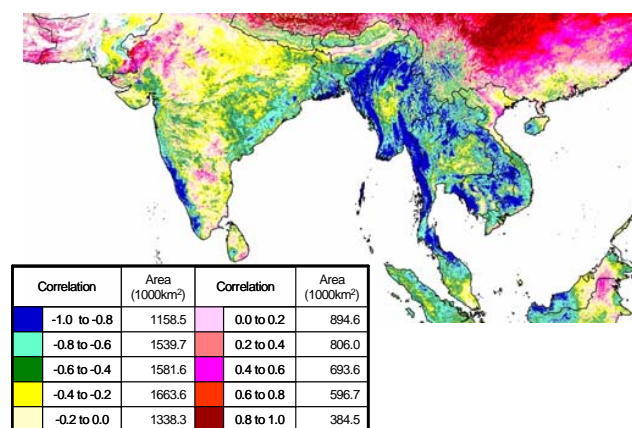 Correlation Area (1000km²) Correlation Area (1000km²)
-1.0 to -0.8 1158.5 0.0 to 0.2 894.6
-0.8 to -0.6 1539.7 0.2 to 0.4 806.0
-0.6 to -0.4 1581.6 0.4 to 0.6 693.6
-0.4 to -0.2 1663.6 0.6 to 0.8 596.7
-0.2 to 0.0 1338.3 0.8 to 1.0 384.5